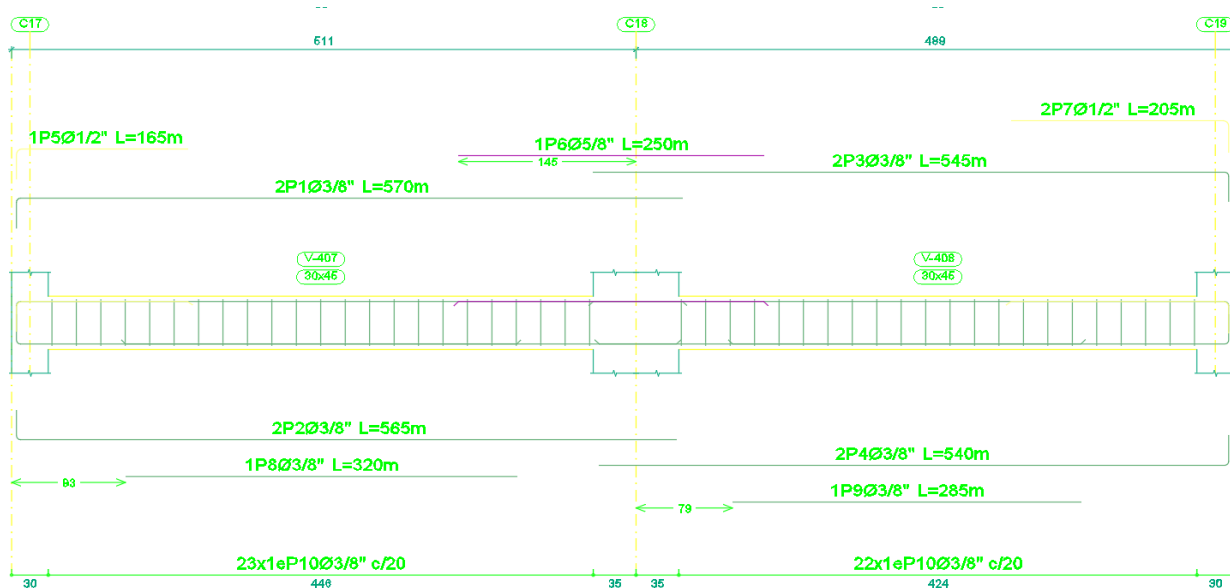 C17
C18
C19
511
489
2P7Ø1/2" L=205m
1P5Ø1/2" L=165m
1P6Ø5/8" L=250m
145
2P3Ø3/8" L=545m
2P1Ø3/8" L=570m
V-407
30x45
V-408
30x45
2P2Ø3/8" L=565m
2P4Ø3/8" L=540m
1P8Ø3/8" L=320m
93
1P9Ø3/8" L=285m
79
23x1eP10Ø3/8" c/20
22x1eP10Ø3/8" c/20
30
446
35
35
424